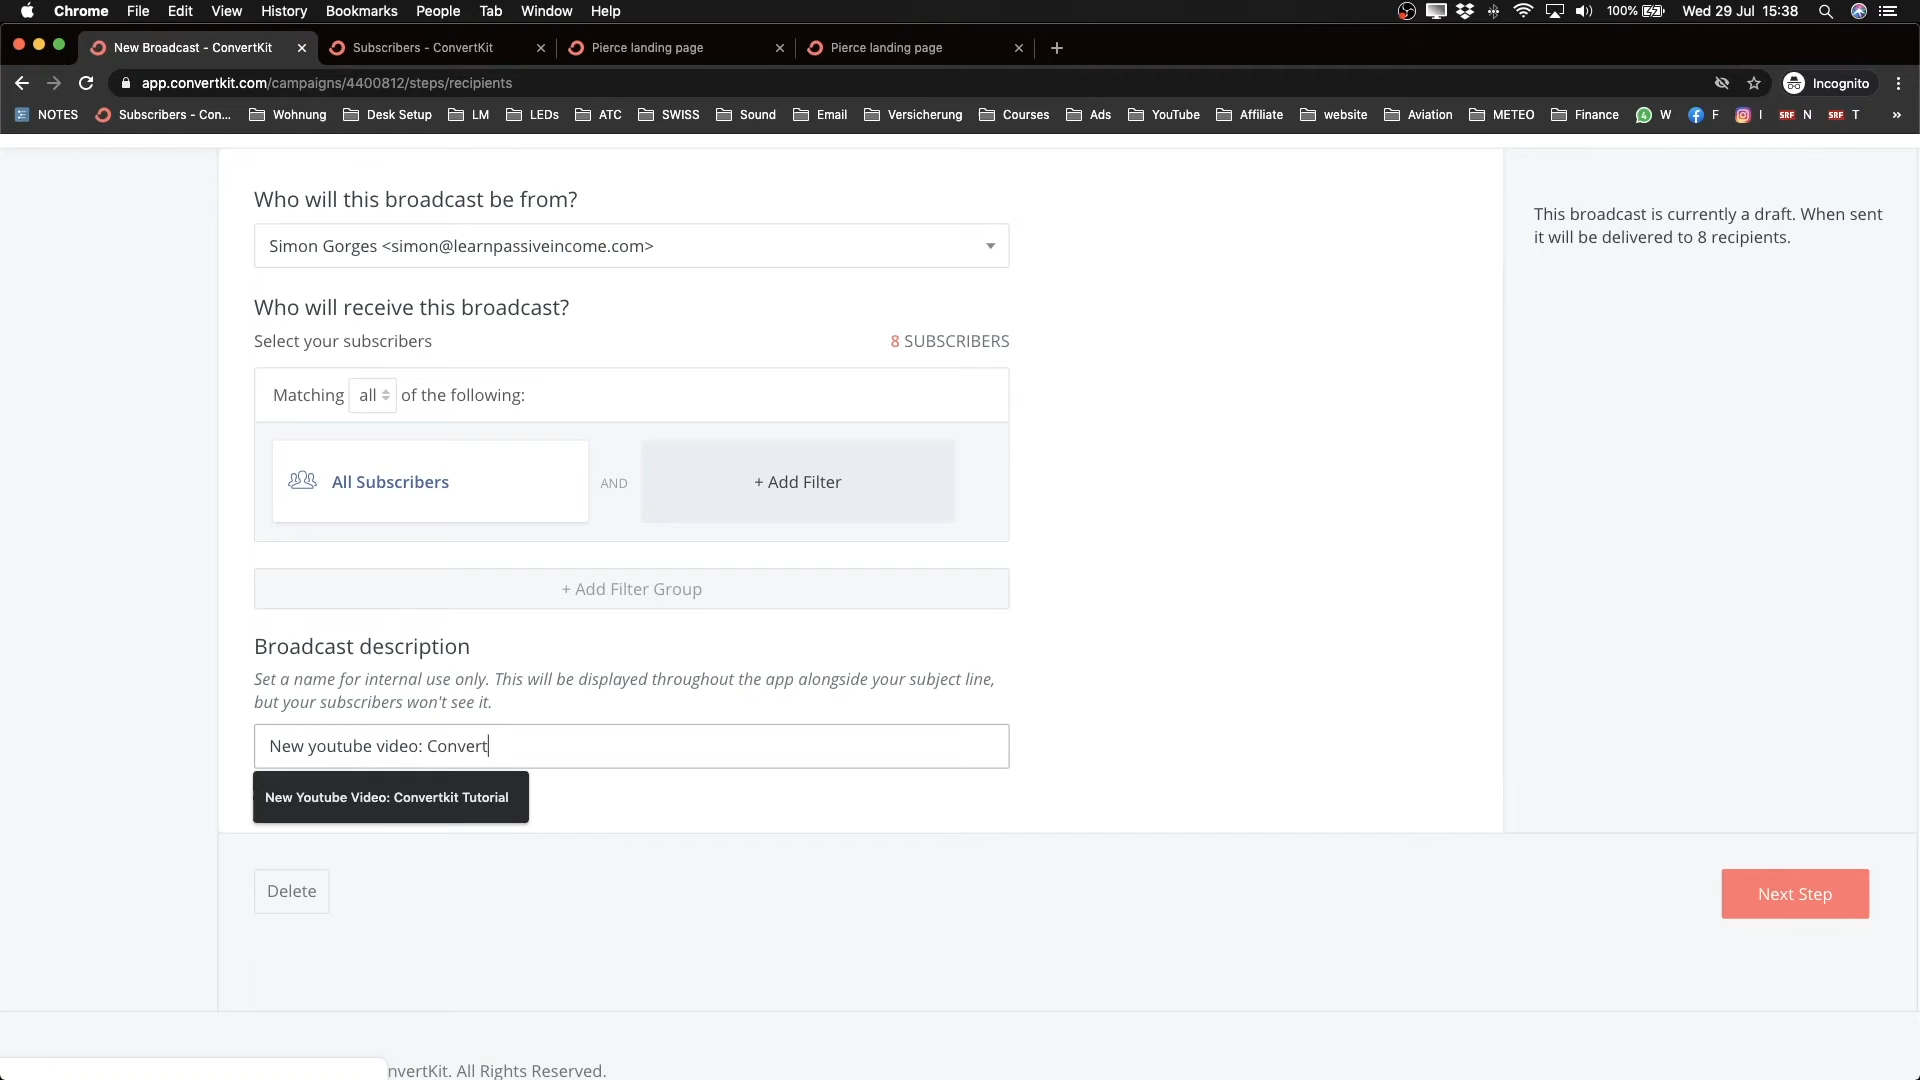 Chrome File Edit View History Bookmarks People Tab Window Help 100% Wed 29 Jul 15:38
New Broadcast - ConvertKit Subscribers - ConvertKit Pierce landing page Pierce landing page
app.convertkit.com/campaigns/4400812/steps/recipients Incognito
NOTES Subscribers - Con... Wohnung Desk Setup LM LEDs ATC SWISS Sound Email Versicherung Courses Ads YouTube Affiliate website Aviation METEO Finance 4 W F I SRF N SRF T »
Who will this broadcast be from?
This broadcast is currently a draft. When sent
it will be delivered to 8 recipients.
Simon Gorges <simon@learnpassiveincome.com>
Who will receive this broadcast?
Select your subscribers 8 SUBSCRIBERS
Matching all of the following:
All Subscribers AND + Add Filter
+ Add Filter Group
Broadcast description
Set a name for internal use only. This will be displayed throughout the app alongside your subject line,
but your subscribers won't see it.
New youtube video: Convert
New Youtube Video: Convertkit Tutorial
Delete Next Step
nvertKit. All Rights Reserved.